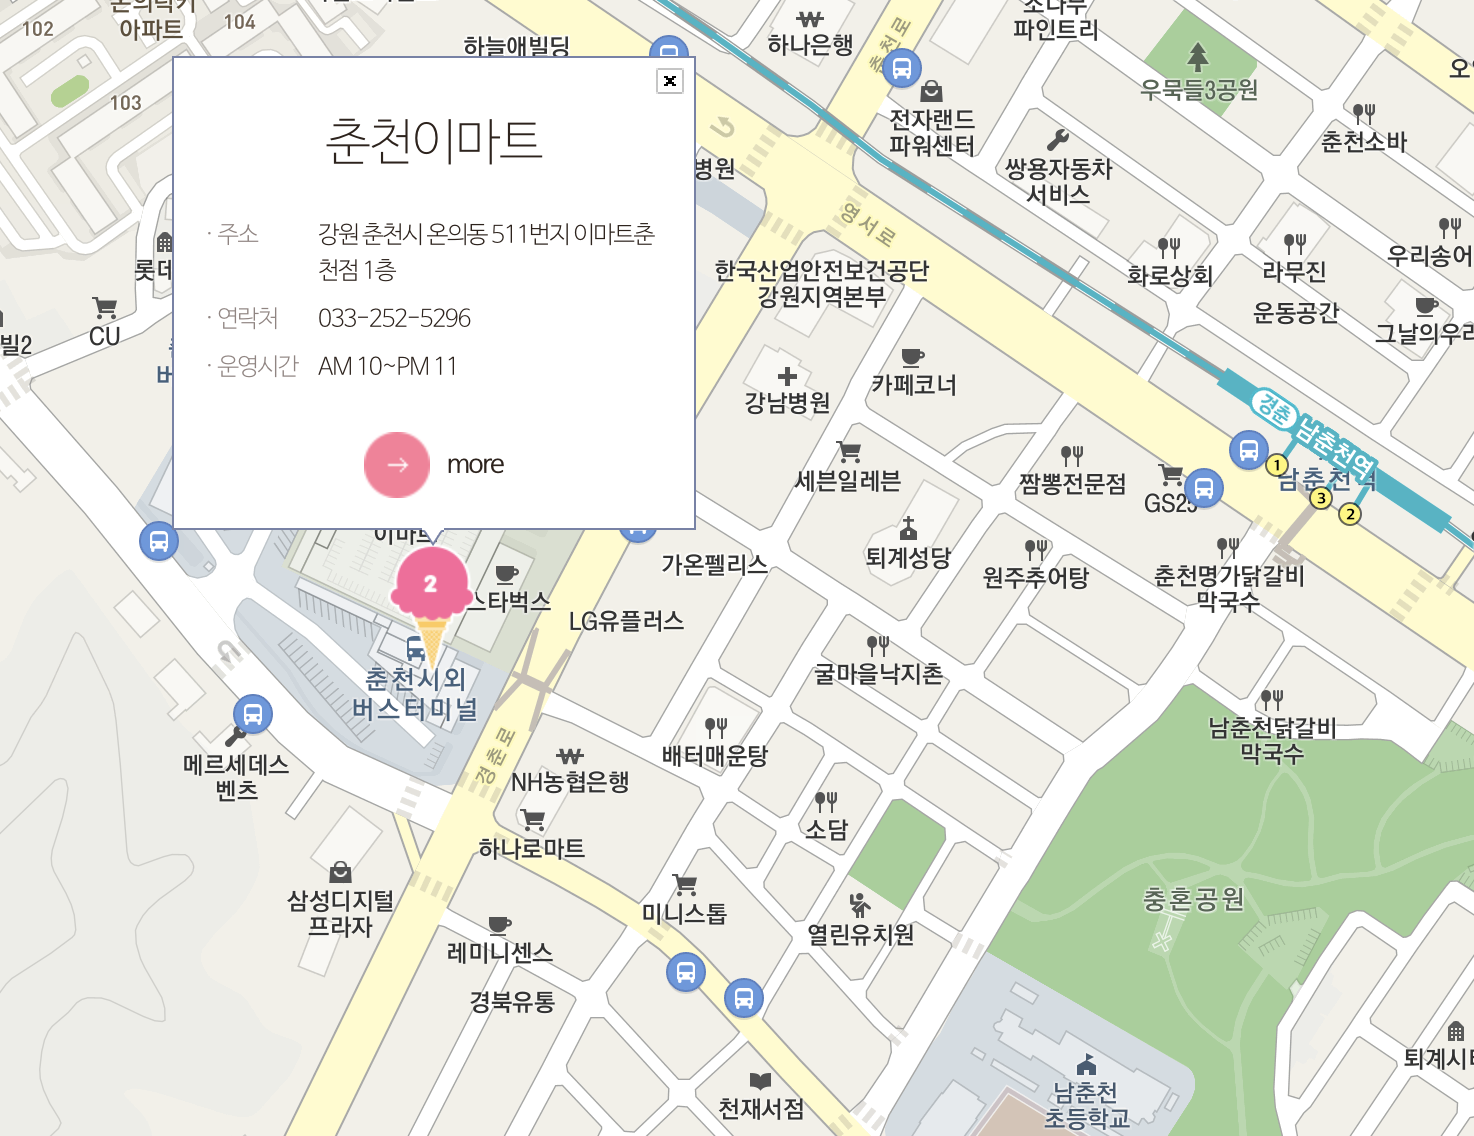 102
아파트
104
103
하늘애빌딩
하나은행
춘천로
파인트리
우묵들3공원
춘천소바
전자랜드
파워센터
쌍용자동차
서비스
병원
영서로
한국산업안전보건공단
강원지역본부
화로상회
라무진
우리송어
운동공간
그날의우리
춘천이마트
· 주소
강원 춘천시 온의동 511번지 이마트춘
천점 1층
· 연락처
033-252-5296
· 운영시간
AM 10~PM 11
more
롯데
CU
빌2
강남병원
카페코너
경춘
남춘천역
남춘천역
1
3
2
세븐일레븐
짬뽕전문점
GS25
이마트
2
스타벅스
가온펠리스
퇴계성당
원주추어탕
춘천명가닭갈비
막국수
LG유플러스
춘천시외
버스터미널
굴마을낙지촌
남춘천닭갈비
막국수
메르세데스
벤츠
경춘로
NH농협은행
배터매운탕
하나로마트
소담
삼성디지털
프라자
레미니센스
경북유통
미니스톱
열린유치원
충혼공원
천재서점
남춘천
초등학교
퇴계시티